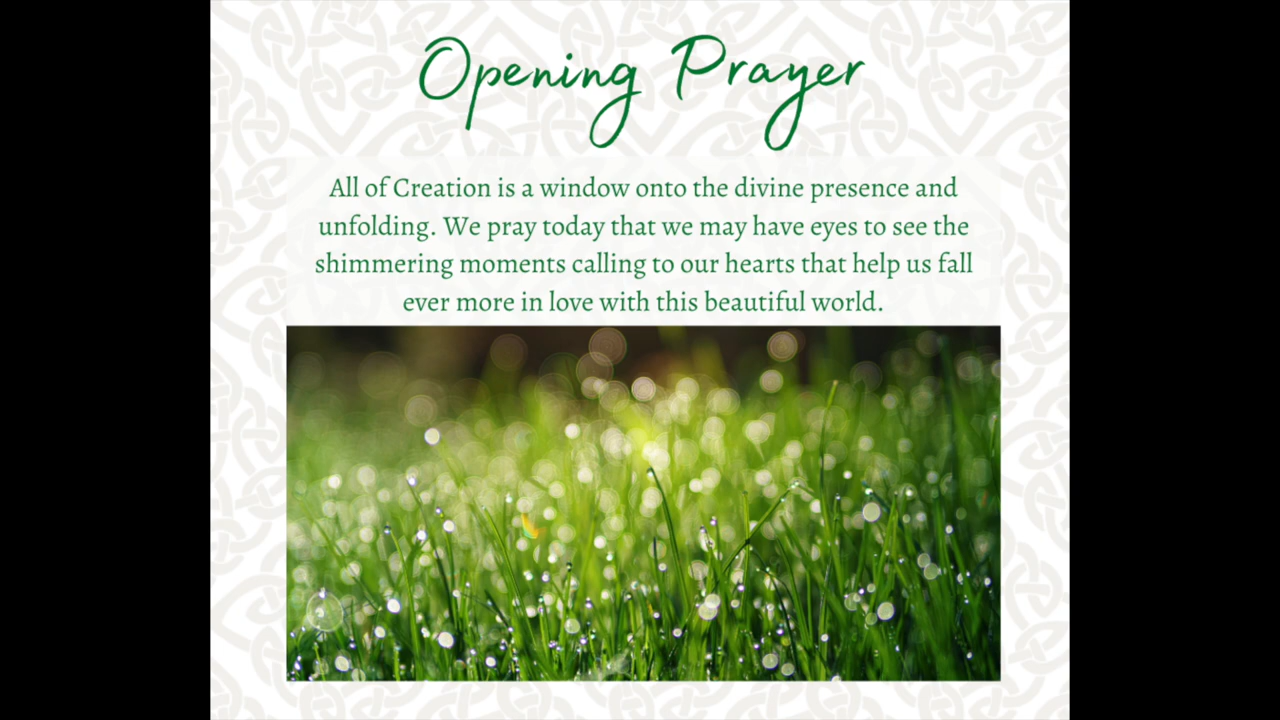 Opening Prayer
All of Creation is a window onto the divine presence and
unfolding. We pray today that we may have eyes to see the
shimmering moments calling to our hearts that help us fall
ever more in love with this beautiful world.